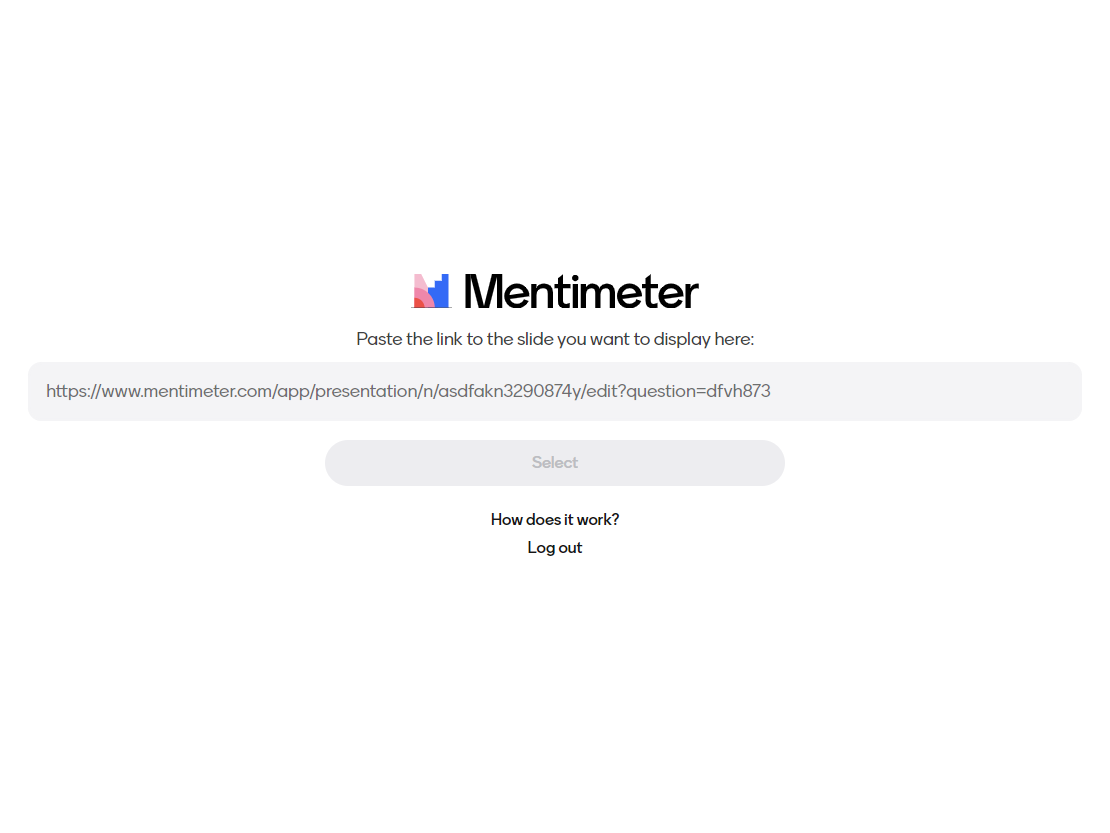 Mentimeter
Paste the link to the slide you want to display here:
https://www.mentimeter.com/app/presentation/n/asdfakn3290874y/edit?question=dfvh873
Select
How does it work?
Log out